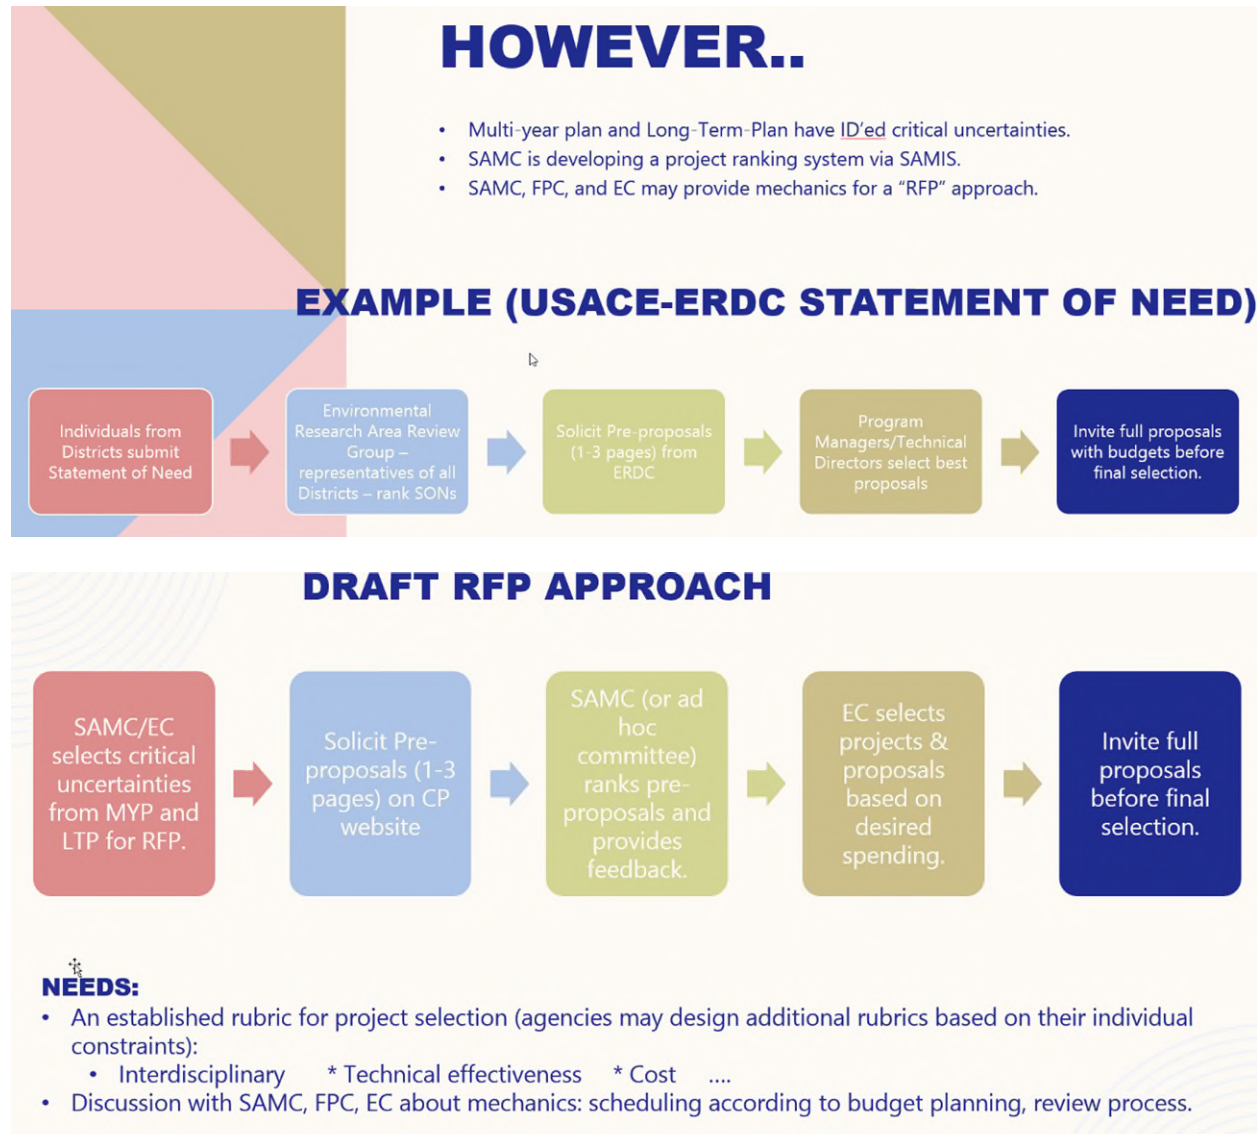 HOWEVER..
• Multi-year plan and Long-Term-Plan have ID'ed critical uncertainties.
• SAMC is developing a project ranking system via SAMIS.
• SAMC, FPC, and EC may provide mechanics for a “RFP” approach.
EXAMPLE (USACE-ERDC STATEMENT OF NEED)
Individuals from
Districts submit
Statement of Need
Environmental
Research Area Review
Group –
representatives of all
Districts – rank SONs
Solicit Pre-proposals
(1-3 pages) from
ERDC
Program
Managers/Technical
Directors select best
proposals
Invite full proposals
with budgets before
final selection.
DRAFT RFP APPROACH
SAMC/EC
selects critical
uncertainties
from MYP and
LTP for RFP.
Solicit Pre-
proposals (1-3
pages) on CP
website
SAMC (or ad
hoc
committee)
ranks pre-
proposals and
provides
feedback.
EC selects
projects &
proposals
based on
desired
spending.
Invite full
proposals
before final
selection.
NEEDS:
• An established rubric for project selection (agencies may design additional rubrics based on their individual
constraints):
• Interdisciplinary * Technical effectiveness * Cost ....
• Discussion with SAMC, FPC, EC about mechanics: scheduling according to budget planning, review process.